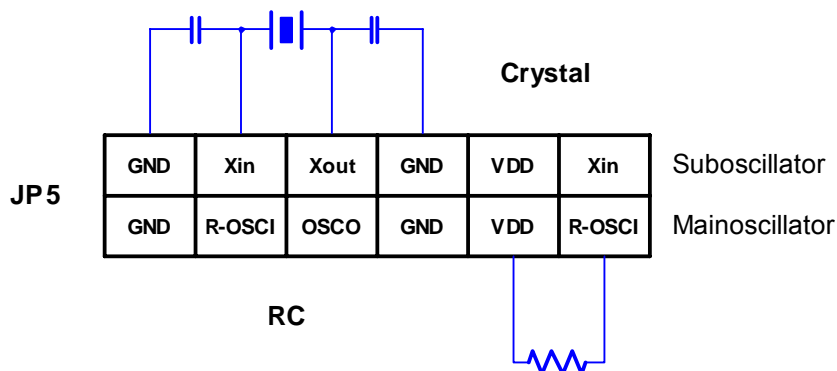 Crystal
GND Xin Xout GND VDD Xin Suboscillator
JP5
GND R-OSCI OSCO GND VDD R-OSCI Mainoscillator
RC